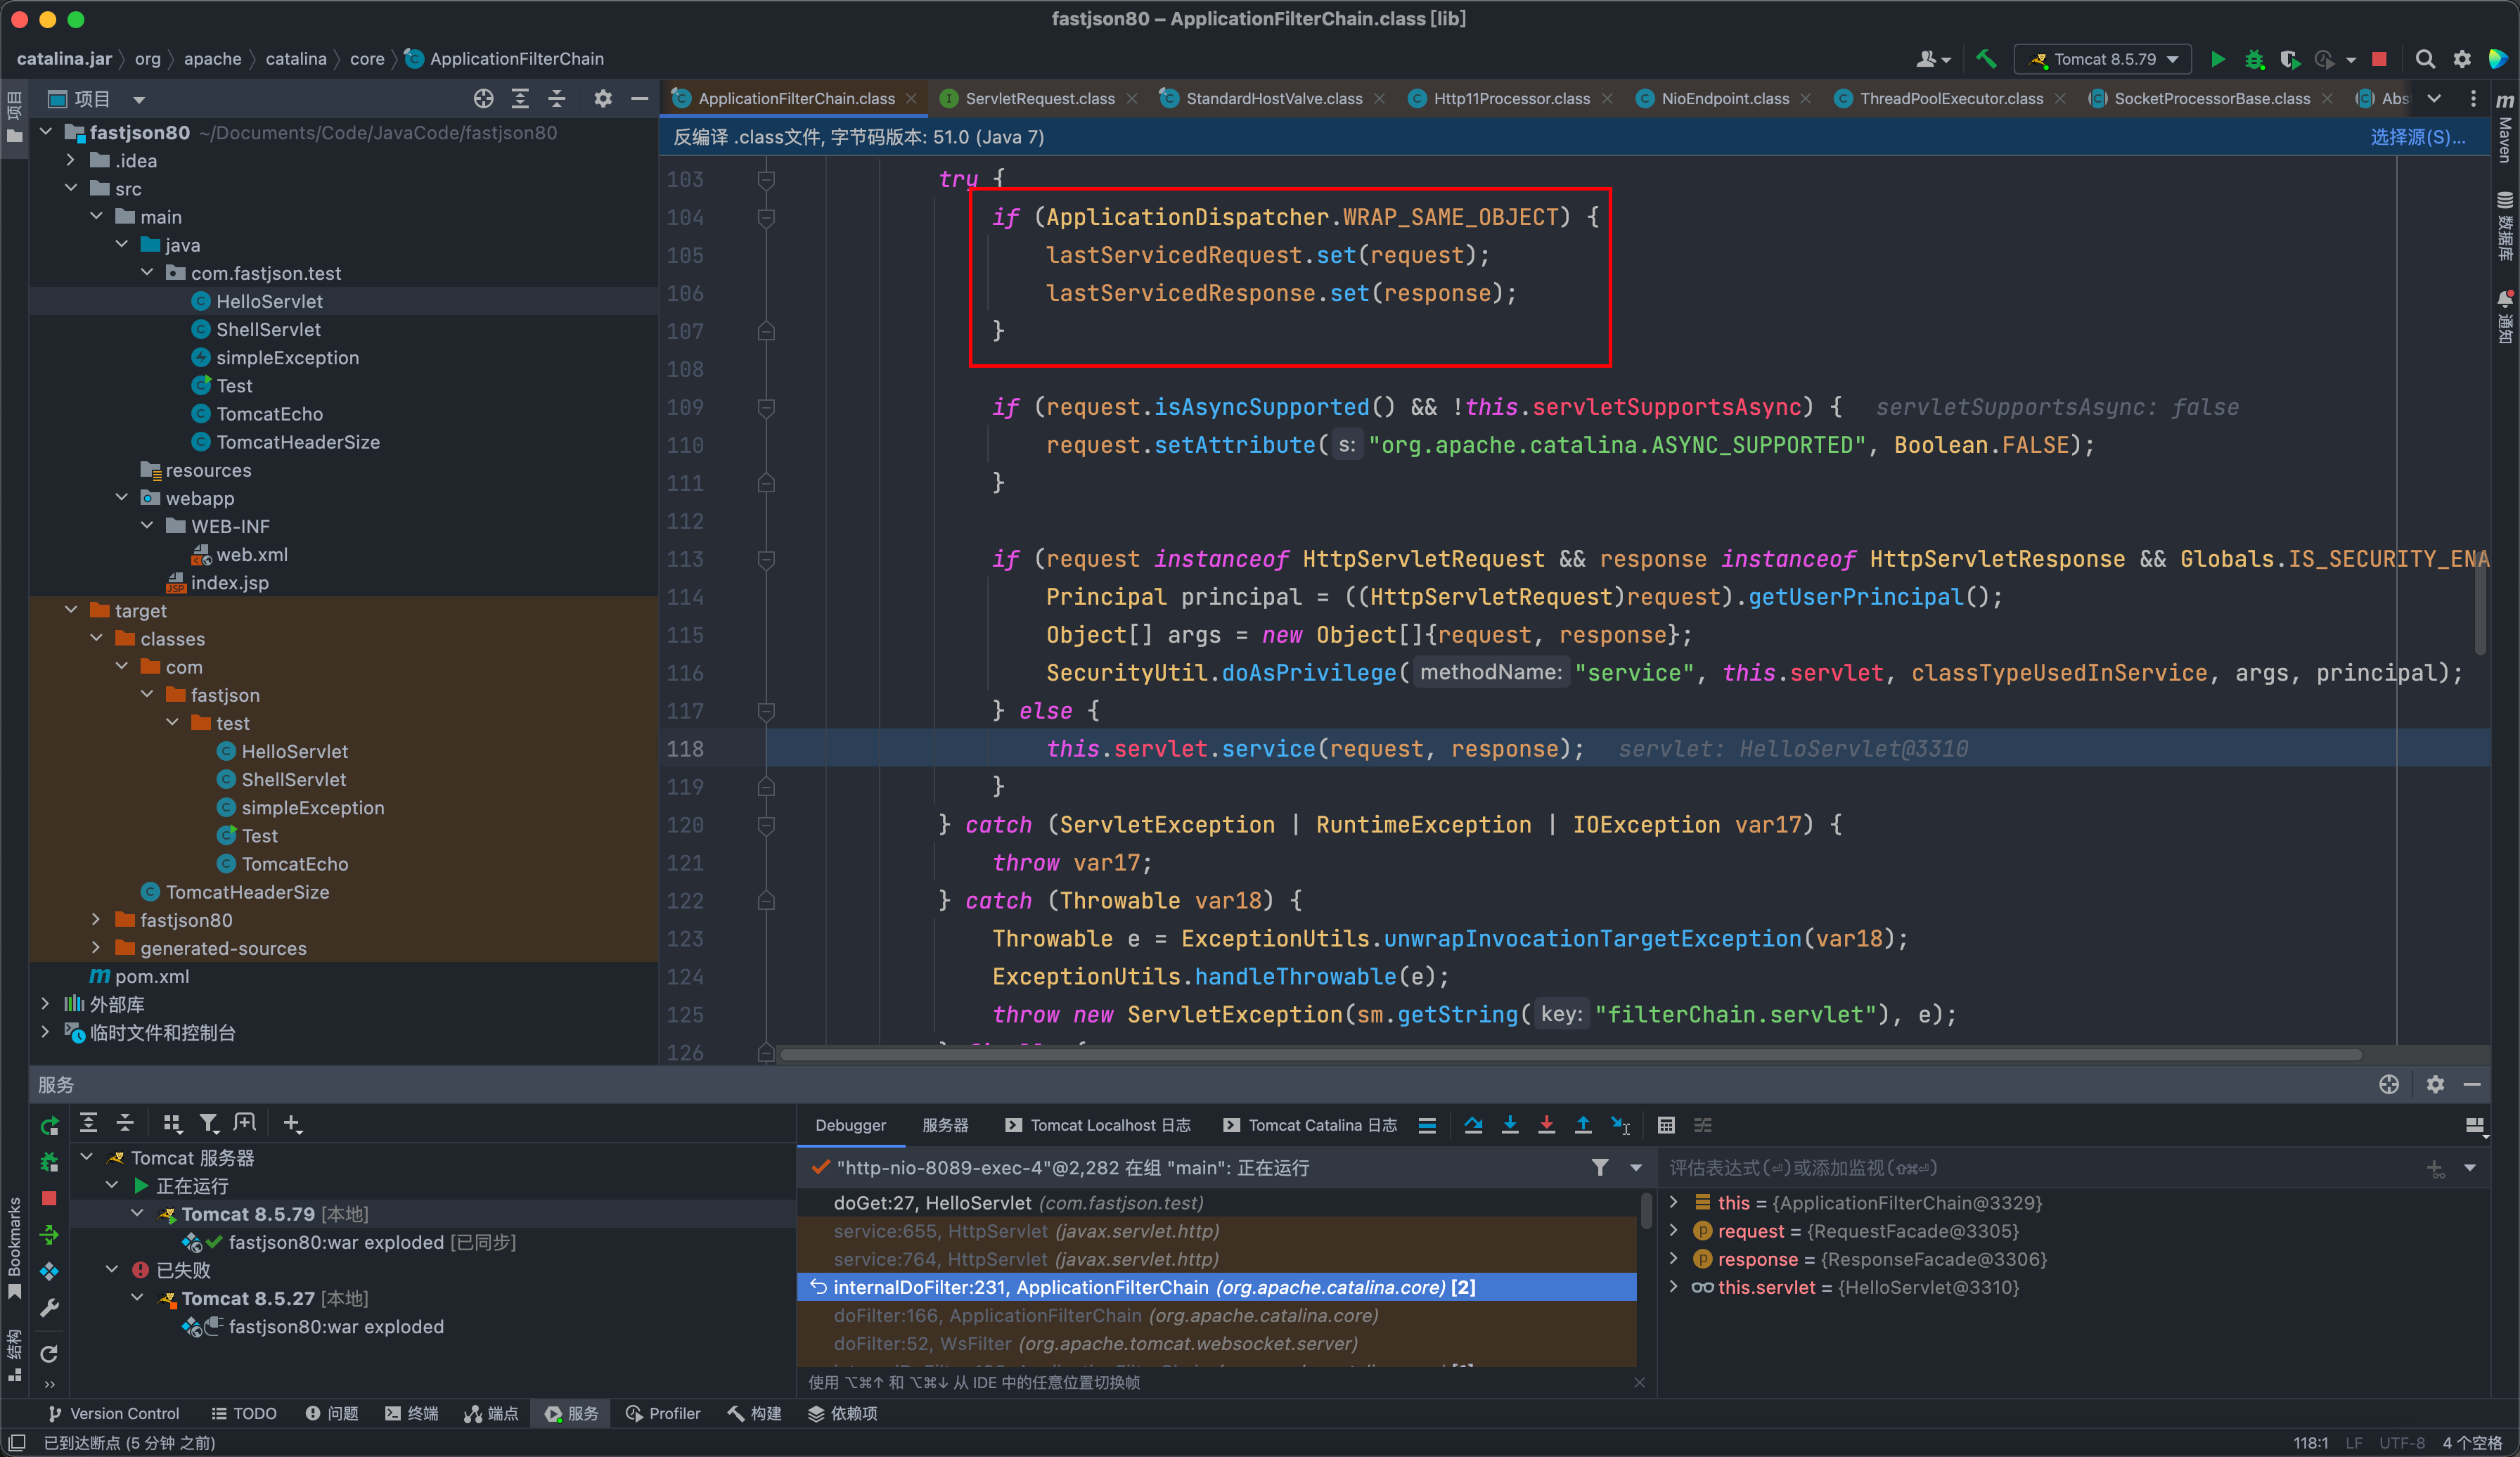 fastjson80 – ApplicationFilterChain.class [lib]
catalina.jar org apache catalina core ApplicationFilterChain
Tomcat 8.5.79
项目
项目
ApplicationFilterChain.class ServletRequest.class StandardHostValve.class Http11Processor.class NioEndpoint.class ThreadPoolExecutor.class SocketProcessorBase.class Abs
m
Maven
数据库
通知
fastjson80 ~/Documents/Code/JavaCode/fastjson80
.idea
src
main
java
com.fastjson.test
HelloServlet
ShellServlet
simpleException
Test
TomcatEcho
TomcatHeaderSize
resources
webapp
WEB-INF
web.xml
index.jsp
target
classes
com
fastjson
test
HelloServlet
ShellServlet
simpleException
Test
TomcatEcho
TomcatHeaderSize
fastjson80
generated-sources
pom.xml
外部库
临时文件和控制台
反编译 .class文件, 字节码版本: 51.0 (Java 7)
选择源(S)...
103 try {
104 if (ApplicationDispatcher.WRAP_SAME_OBJECT) {
105 lastServicedRequest.set(request);
106 lastServicedResponse.set(response);
107 }
108
109 if (request.isAsyncSupported() && !this.servletSupportsAsync) { servletSupportsAsync: false
110 request.setAttribute( s: "org.apache.catalina.ASYNC_SUPPORTED", Boolean.FALSE);
111 }
112
113 if (request instanceof HttpServletRequest && response instanceof HttpServletResponse && Globals.IS_SECURITY_ENA
114 Principal principal = ((HttpServletRequest)request).getUserPrincipal();
115 Object[] args = new Object[]{request, response};
116 SecurityUtil.doAsPrivilege( methodName: "service", this.servlet, classTypeUsedInService, args, principal);
117 } else {
118 this.servlet.service(request, response); servlet: HelloServlet@3310
119 }
120 } catch (ServletException | RuntimeException | IOException var17) {
121 throw var17;
122 } catch (Throwable var18) {
123 Throwable e = ExceptionUtils.unwrapInvocationTargetException(var18);
124 ExceptionUtils.handleThrowable(e);
125 throw new ServletException(sm.getString( key: "filterChain.servlet"), e);
126
服务
Bookmarks
结构
Tomcat 服务器
正在运行
Tomcat 8.5.79 [本地]
fastjson80:war exploded [已同步]
已失败
Tomcat 8.5.27 [本地]
fastjson80:war exploded
Debugger 服务器 Tomcat Localhost 日志 Tomcat Catalina 日志
"http-nio-8089-exec-4"@2,282 在组 "main": 正在运行
doGet:27, HelloServlet (com.fastjson.test)
service:655, HttpServlet (javax.servlet.http)
service:764, HttpServlet (javax.servlet.http)
internalDoFilter:231, ApplicationFilterChain (org.apache.catalina.core) [2]
doFilter:166, ApplicationFilterChain (org.apache.catalina.core)
doFilter:52, WsFilter (org.apache.tomcat.websocket.server)
使用 ⌥⌘↑ 和 ⌥⌘↓ 从 IDE 中的任意位置切换帧
评估表达式(⏎)或添加监视(⇧⌘⏎)
this = {ApplicationFilterChain@3329}
request = {RequestFacade@3305}
response = {ResponseFacade@3306}
this.servlet = {HelloServlet@3310}
Version Control TODO 问题 终端 端点 服务 Profiler 构建 依赖项
已到达断点 (5 分钟 之前)
118:1 LF UTF-8 4 个空格